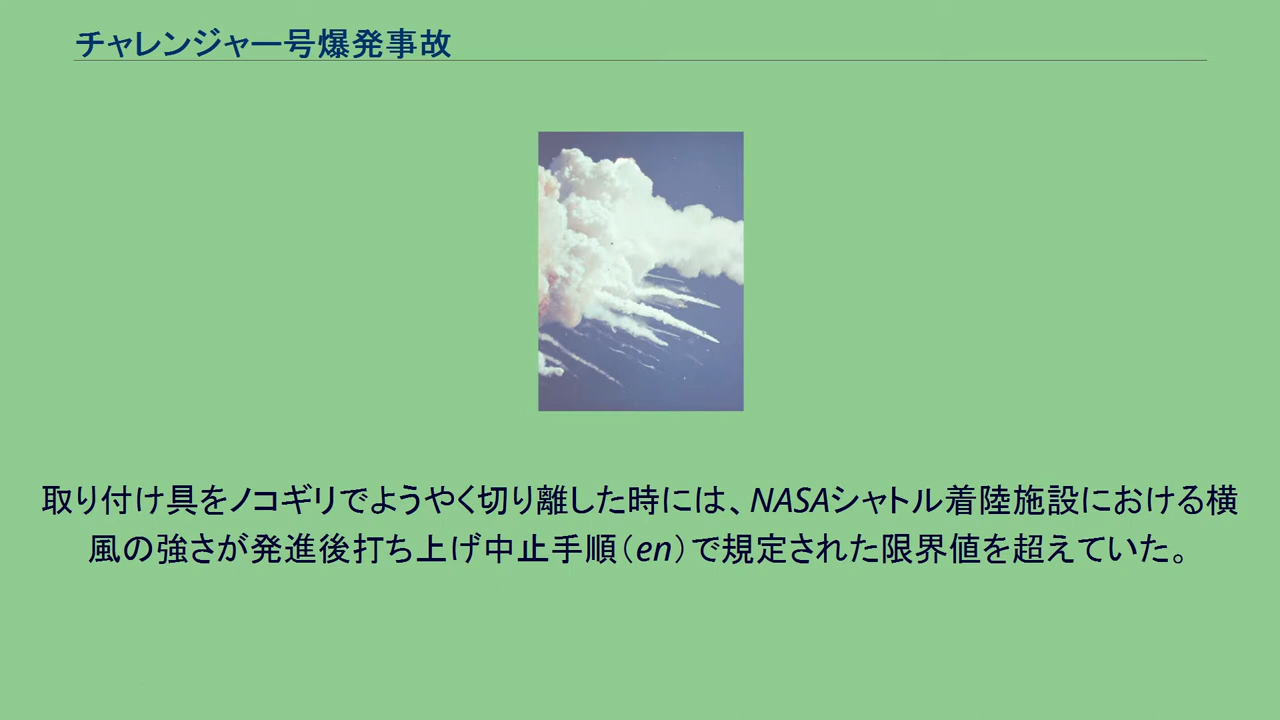 チャレンジャー号爆発事故
取り付け具をノコギリでようやく切り離した時には、NASAシャトル着陸施設における横
風の強さが発進後打ち上げ中止手順（en）で規定された限界値を超えていた。